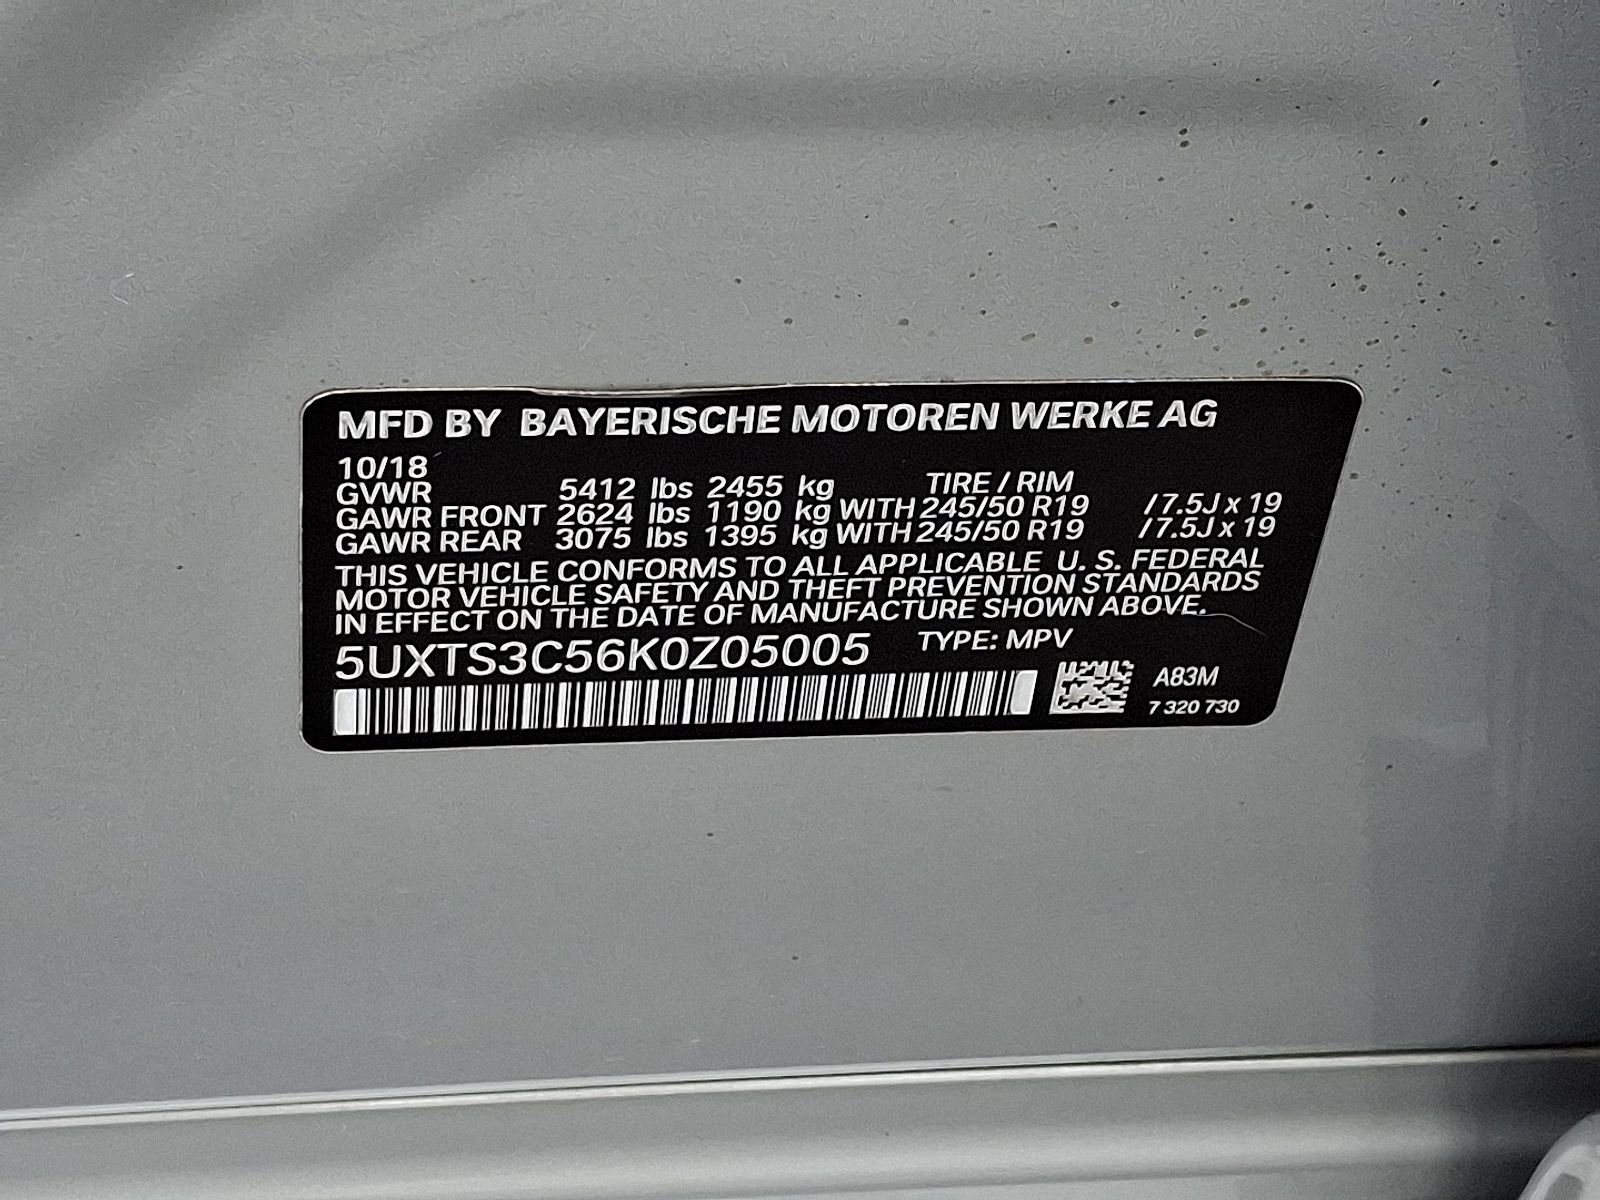 MFD BY BAYERISCHE MOTOREN WERKE AG
10/18
GVWR 5412 lbs 2455 kg TIRE / RIM
GAWR FRONT 2624 lbs 1190 kg WITH 245/50 R19 / 7.5J x 19
GAWR REAR 3075 lbs 1395 kg WITH 245/50 R19 / 7.5J x 19
THIS VEHICLE CONFORMS TO ALL APPLICABLE U. S. FEDERAL
MOTOR VEHICLE SAFETY AND THEFT PREVENTION STANDARDS
IN EFFECT ON THE DATE OF MANUFACTURE SHOWN ABOVE.
5UXTS3C56K0Z05005 TYPE: MPV
A83M
7 320 730